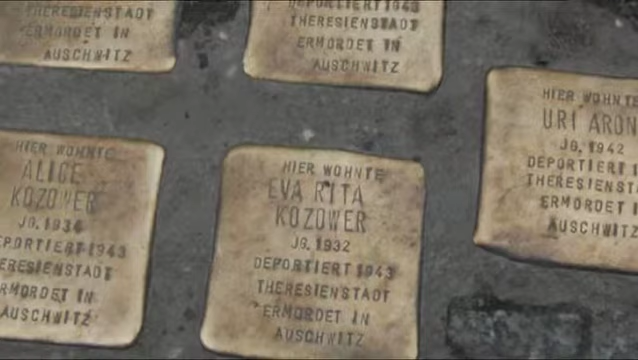 THERESIENSTADT
ERMORDET IN
AUSCHWITZ
DEPORTIERT 1943
THERESIENSTADT
ERMORDET IN
AUSCHWITZ
HIER WOHNTE
ALICE
KOZOWER
JG. 1934
DEPORTIERT 1943
THERESIENSTADT
ERMORDET IN
AUSCHWITZ
HIER WOHNTE
EVA RITA
KOZOWER
JG. 1932
DEPORTIERT 1943
THERESIENSTADT
ERMORDET IN
AUSCHWITZ
HIER WOHNTE
URI ARON
JG. 1942
DEPORTIERT
THERESIENSTA
ERMORDET I
AUSCHWITZ